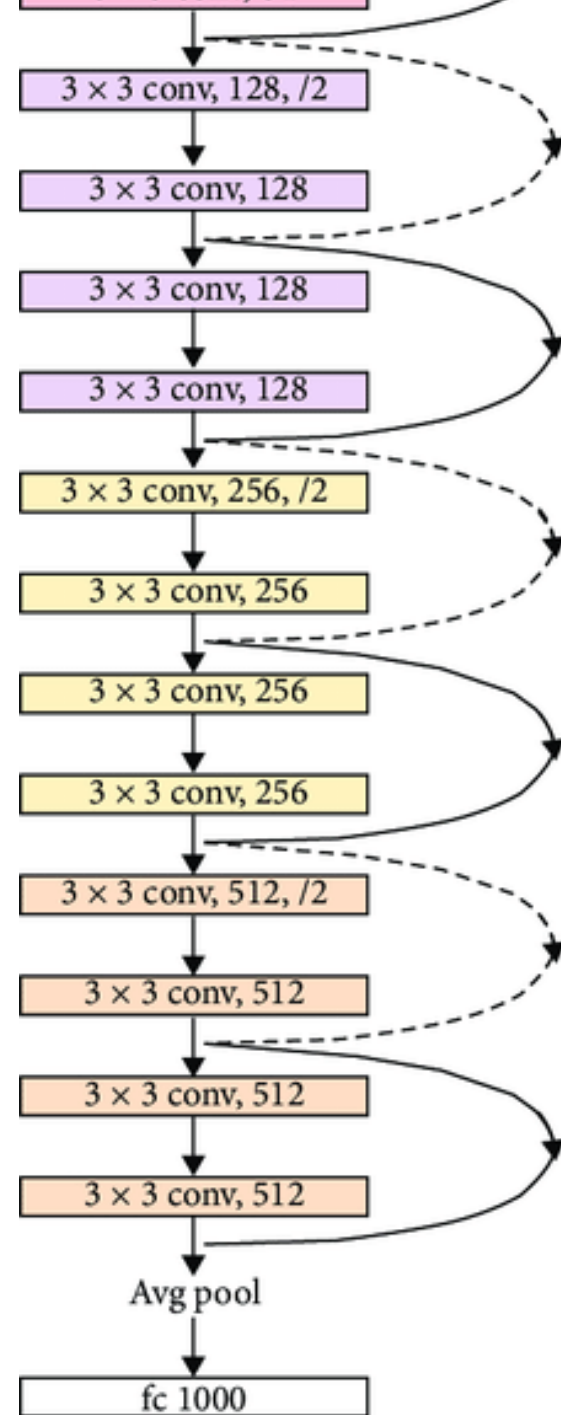 3 × 3 conv, 128, /2
3 × 3 conv, 128
3 × 3 conv, 128
3 × 3 conv, 128
3 × 3 conv, 256, /2
3 × 3 conv, 256
3 × 3 conv, 256
3 × 3 conv, 256
3 × 3 conv, 512, /2
3 × 3 conv, 512
3 × 3 conv, 512
3 × 3 conv, 512
Avg pool
fc 1000